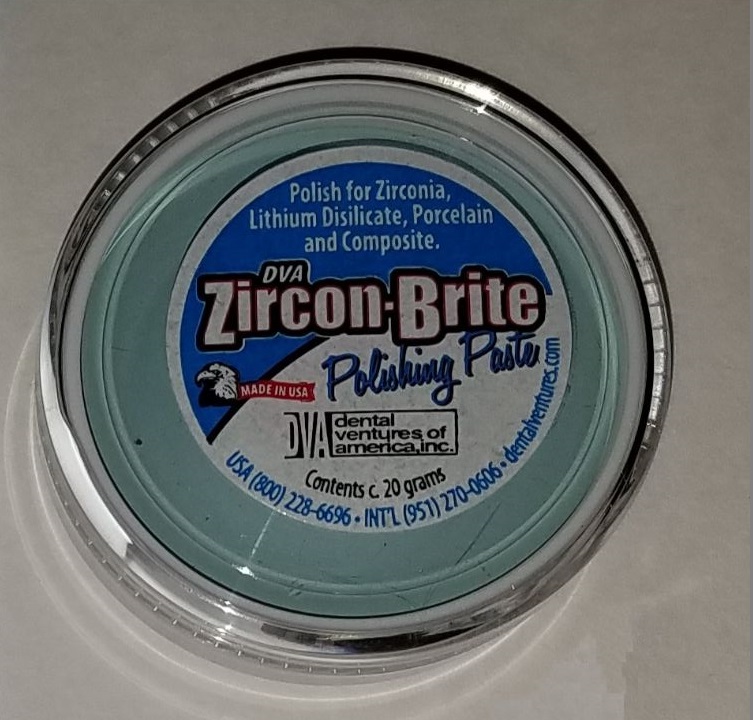 Polish for Zirconia,
Lithium Disilicate, Porcelain
and Composite.
DVA
Zircon-Brite
Polishing Paste
MADE IN USA
DVA dental
ventures of
america,inc.
Contents c. 20 grams
USA (800) 228-6696 • INT'L (951) 270-0606 • dentalventures.com